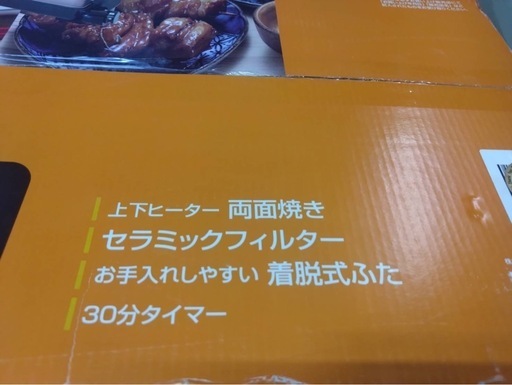 上下ヒーター 両面焼き
セラミックフィルター
お手入れしやすい 着脱式ふた
30分タイマー